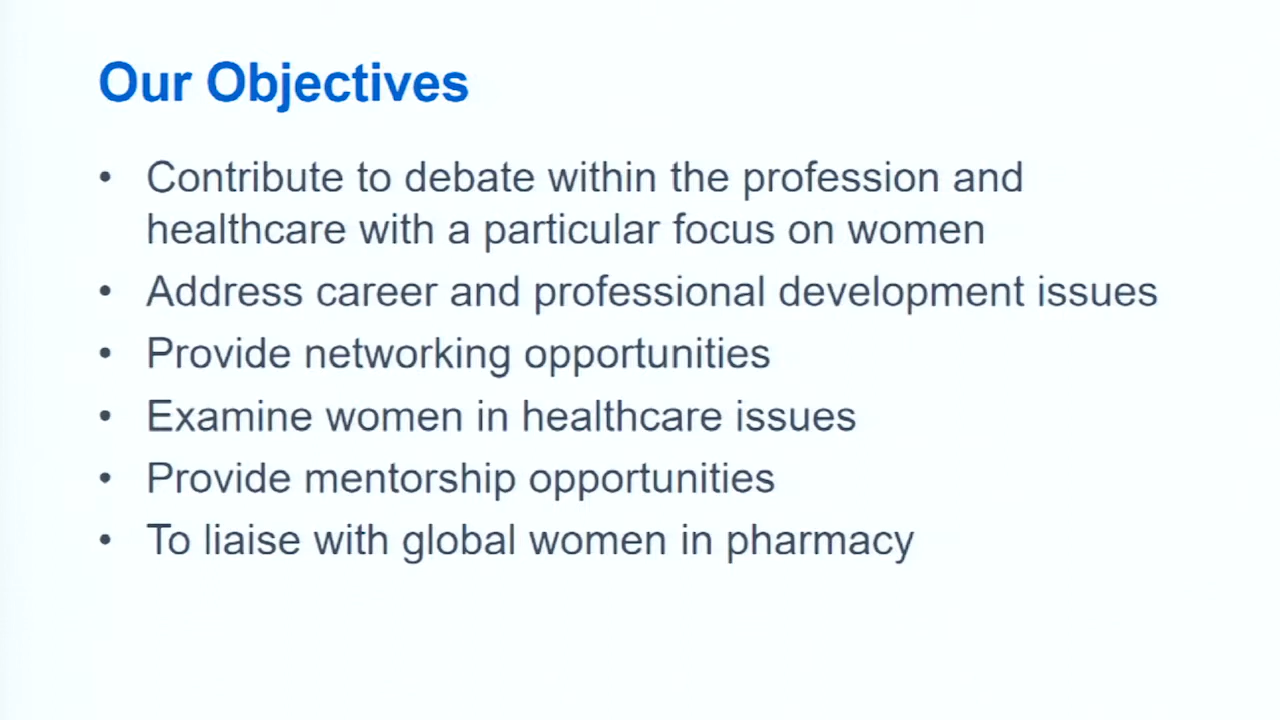 Our Objectives
• Contribute to debate within the profession and
healthcare with a particular focus on women
• Address career and professional development issues
• Provide networking opportunities
• Examine women in healthcare issues
• Provide mentorship opportunities
• To liaise with global women in pharmacy